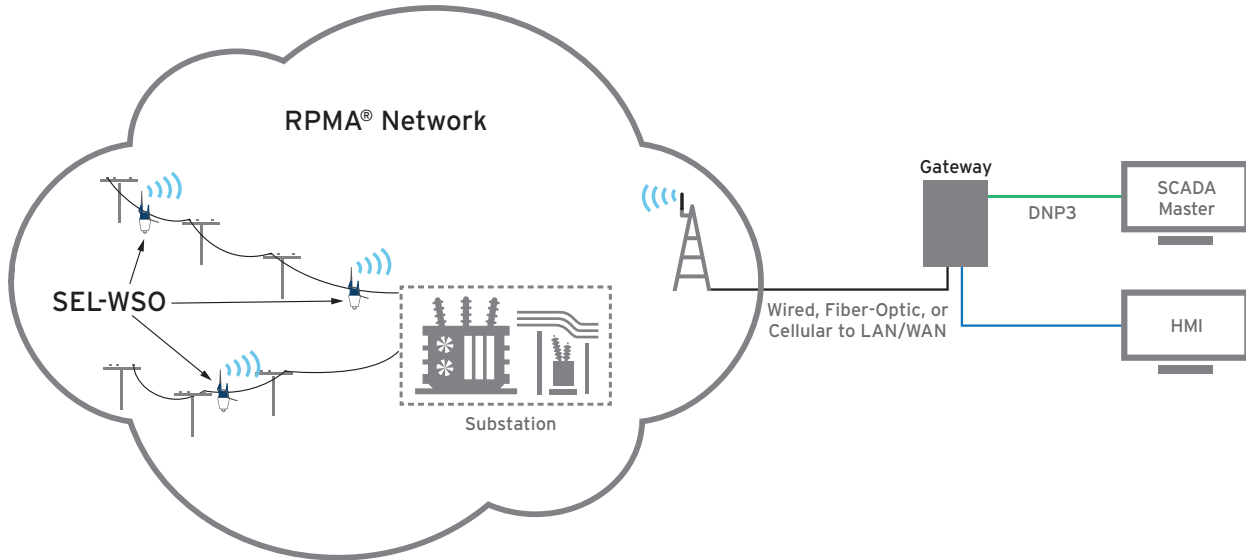 RPMA® Network
SEL-WSO
Substation
Wired, Fiber-Optic, or
Cellular to LAN/WAN
Gateway
DNP3
SCADA
Master
HMI